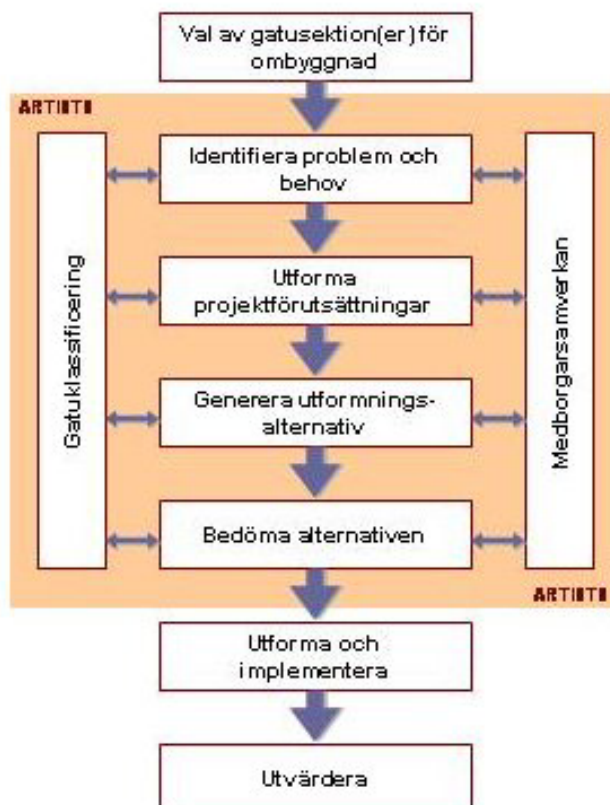 Val av gatusektion(er)för
ombyggnad
ARTISTS
Identifiera problem och
behov
Utforma
projektförutsättningar
Generera utformnings-
alternativ
Bedöma alternativen
Gatuklassificering
Medborgarsamverkan
ARTISTS
Utforma och
implementera
Utvärdera